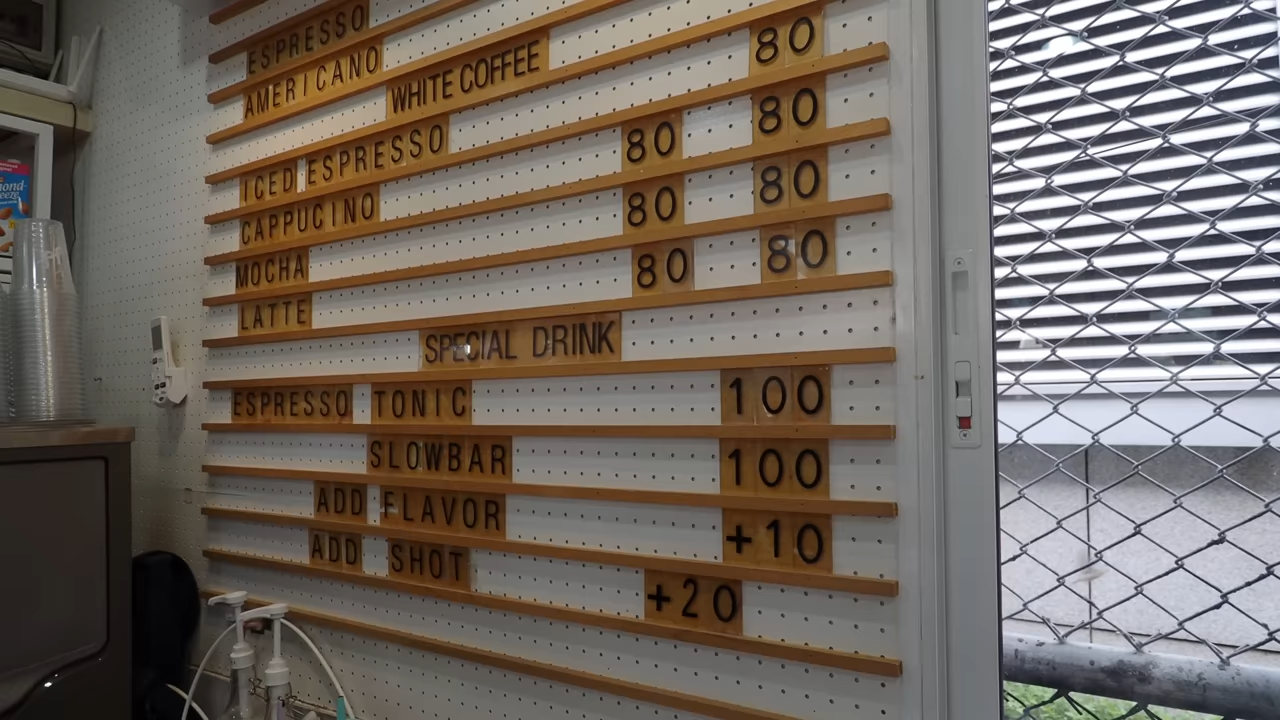 ESPRESSO
AMERICANO
WHITE COFFEE
ICED ESPRESSO 80
CAPPUCINO 80 80
MOCHA 80 80
LATTE 80 80
SPECIAL DRINK
ESPRESSO TONIC 100
SLOWBAR 100
ADD FLAVOR +10
ADD SHOT +20